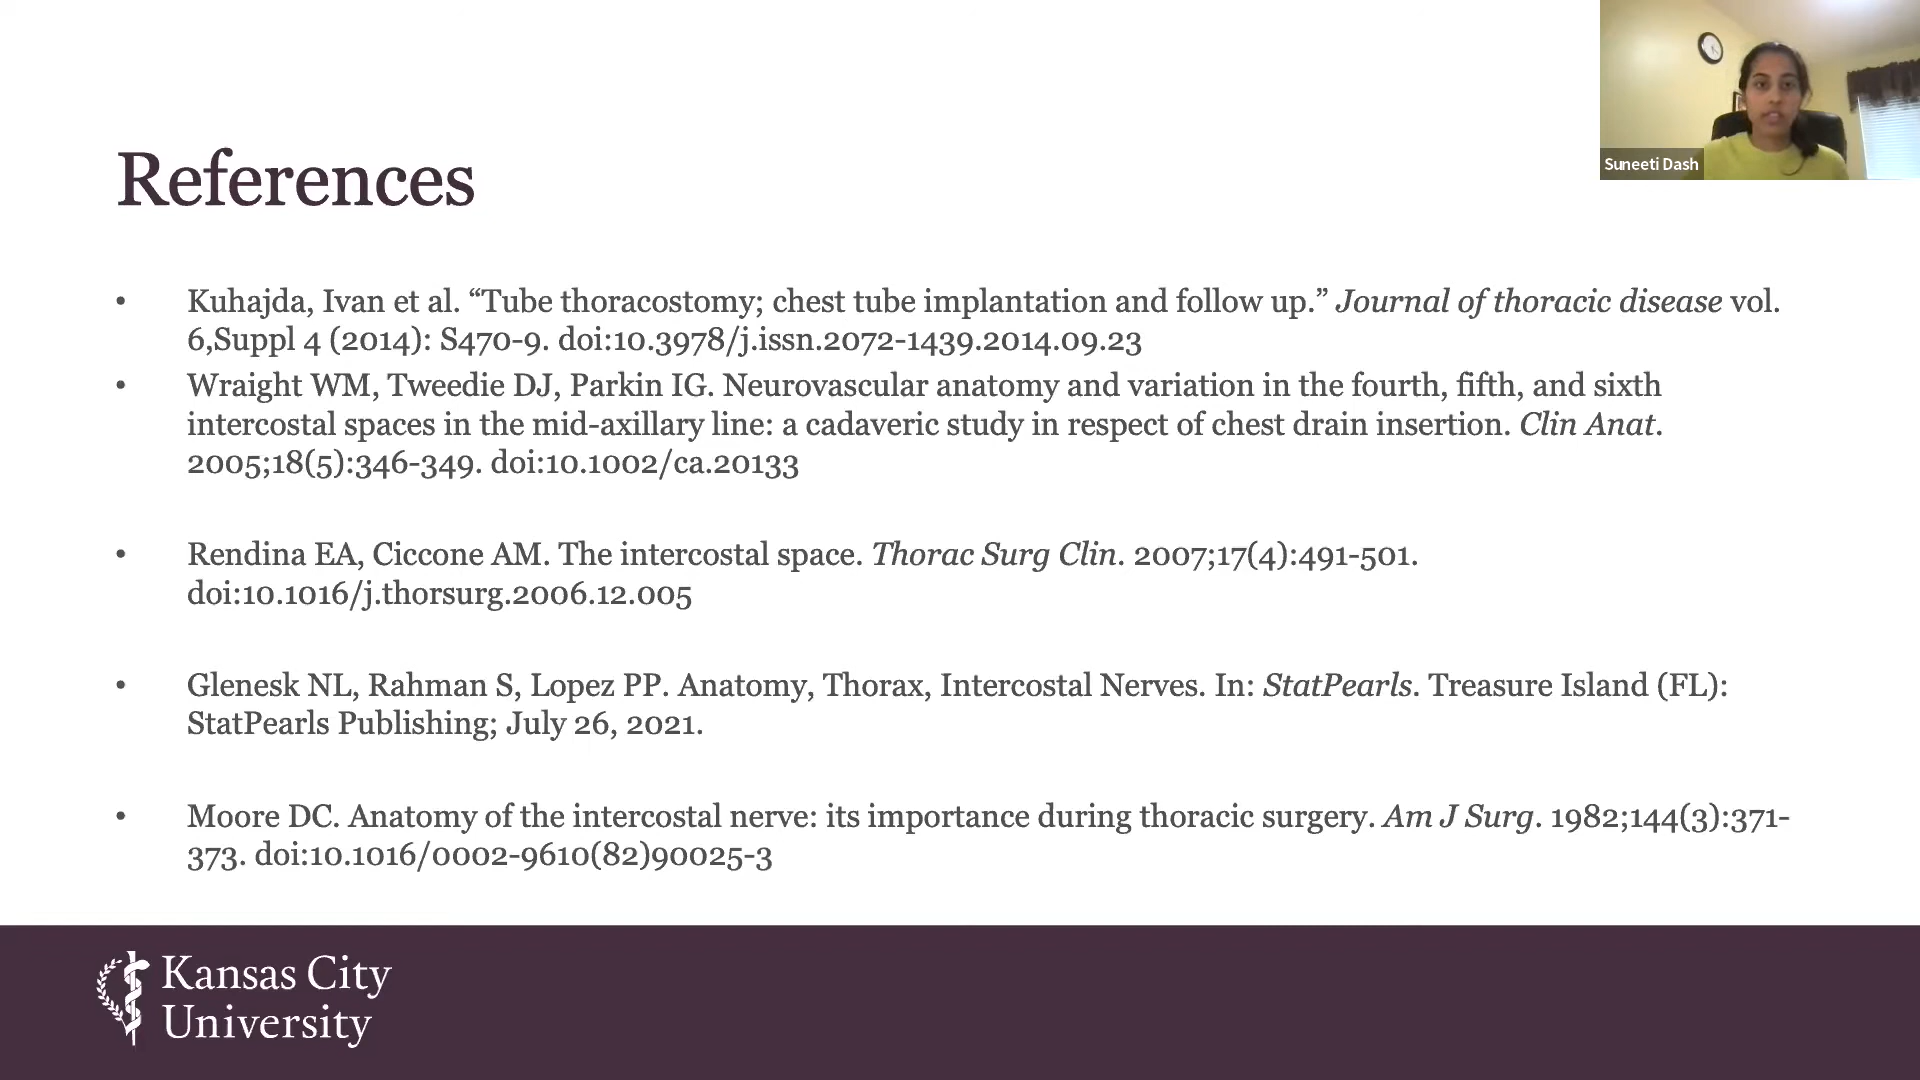 Suneeti Dash
References
• Kuhajda, Ivan et al. “Tube thoracostomy; chest tube implantation and follow up.” Journal of thoracic disease vol.
6,Suppl 4 (2014): S470-9. doi:10.3978/j.issn.2072-1439.2014.09.23
• Wraight WM, Tweedie DJ, Parkin IG. Neurovascular anatomy and variation in the fourth, fifth, and sixth
intercostal spaces in the mid-axillary line: a cadaveric study in respect of chest drain insertion. Clin Anat.
2005;18(5):346-349. doi:10.1002/ca.20133
• Rendina EA, Ciccone AM. The intercostal space. Thorac Surg Clin. 2007;17(4):491-501.
doi:10.1016/j.thorsurg.2006.12.005
• Glenesk NL, Rahman S, Lopez PP. Anatomy, Thorax, Intercostal Nerves. In: StatPearls. Treasure Island (FL):
StatPearls Publishing; July 26, 2021.
• Moore DC. Anatomy of the intercostal nerve: its importance during thoracic surgery. Am J Surg. 1982;144(3):371-
373. doi:10.1016/0002-9610(82)90025-3
Kansas City
University